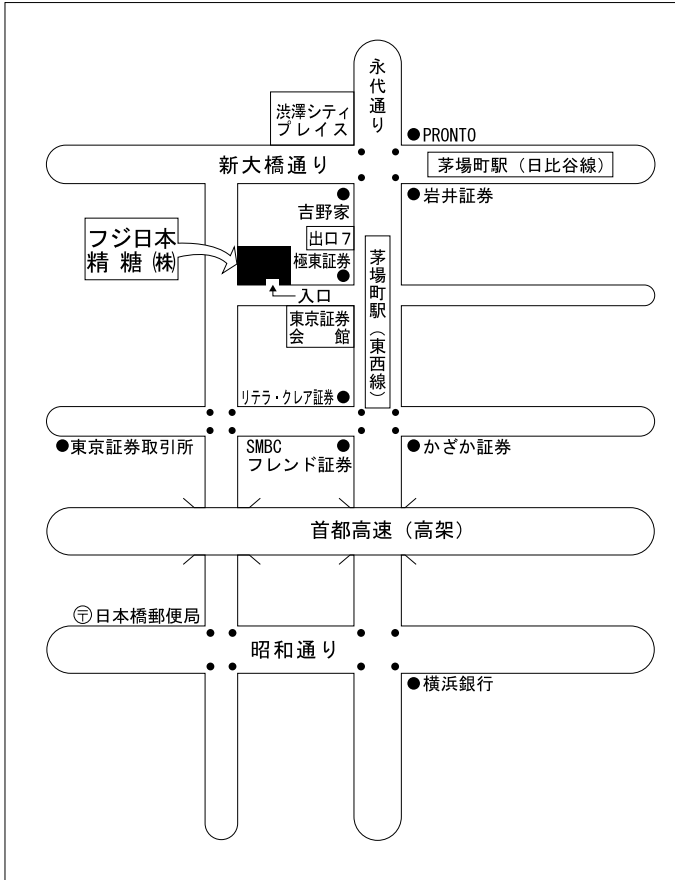 永代通り
渋澤シティ
プレイス
●PRONTO
新大橋通り
茅場町駅（日比谷線）
吉野家
●岩井証券
出口7
フジ日本
精糖㈱
極東証券
茅場町駅（東西線）
入口
東京証券
会館
リテラ・クレア証券●
●東京証券取引所
SMBC
フレンド証券
●かざか証券
首都高速（高架）
〶日本橋郵便局
昭和通り
●横浜銀行